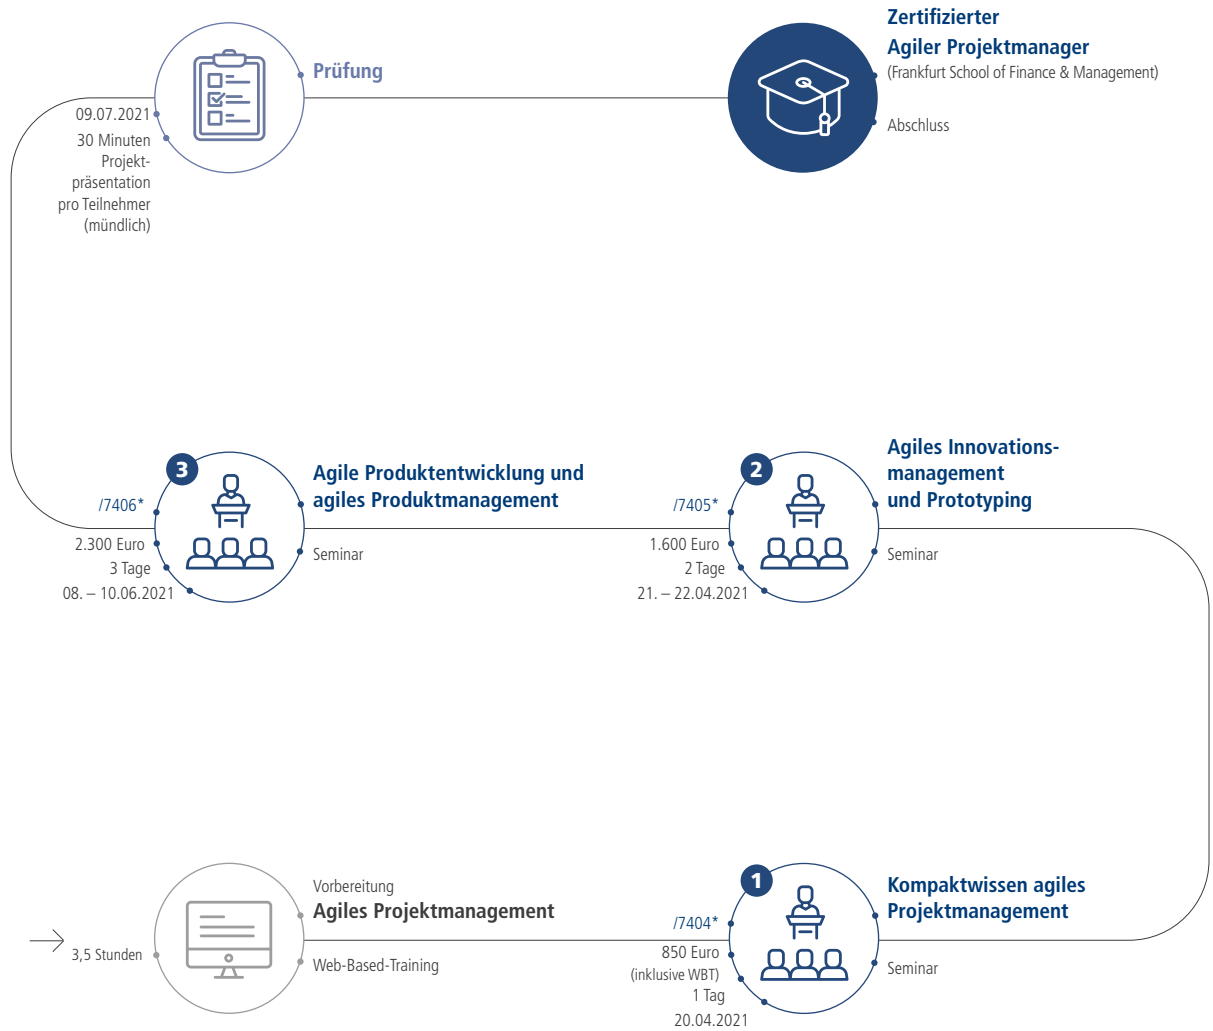 Prüfung
09.07.2021
30 Minuten
Projekt-
präsentation
pro Teilnehmer
(mündlich)
Zertifizierter
Agiler Projektmanager
(Frankfurt School of Finance & Management)
Abschluss
3
Agile Produktentwicklung und
agiles Produktmanagement
/7406*
2.300 Euro
3 Tage
08. – 10.06.2021
Seminar
2
Agiles Innovations-
management
und Prototyping
/7405*
1.600 Euro
2 Tage
21. – 22.04.2021
Seminar
Vorbereitung
Agiles Projektmanagement
3,5 Stunden
Web-Based-Training
1
Kompaktwissen agiles
Projektmanagement
/7404*
850 Euro
(inklusive WBT)
1 Tag
20.04.2021
Seminar